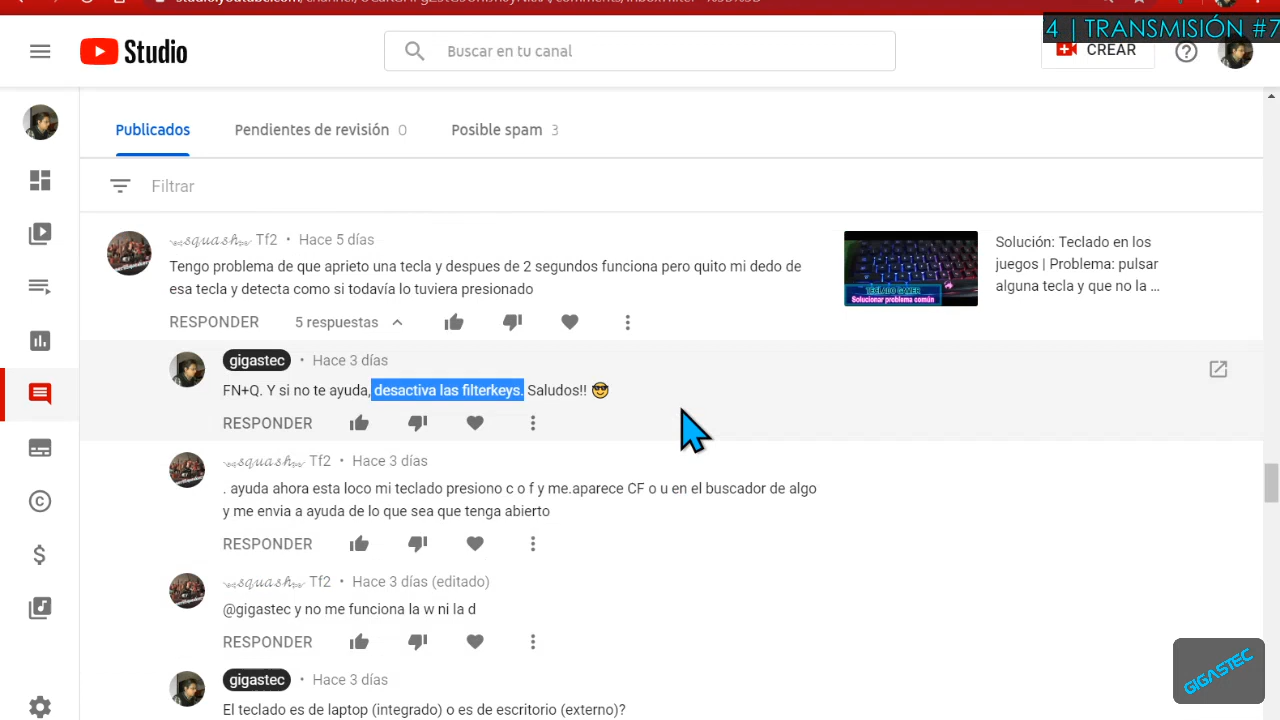 4 | TRANSMISIÓN #7
Studio
Buscar en tu canal
CREAR
Publicados
Pendientes de revisión 0
Posible spam 3
Filtrar
𝓈𝓆𝓊𝒶𝓈𝒽 Tf2 • Hace 5 días
Tengo problema de que aprieto una tecla y despues de 2 segundos funciona pero quito mi dedo de
esa tecla y detecta como si todavía lo tuviera presionado
TECLADO GAMER
Solucionar problema común
Solución: Teclado en los
juegos | Problema: pulsar
alguna tecla y que no la ...
RESPONDER 5 respuestas
gigastec • Hace 3 días
FN+Q. Y si no te ayuda, desactiva las filterkeys. Saludos!! 😎
RESPONDER
𝓈𝓆𝓊𝒶𝓈𝒽 Tf2 • Hace 3 días
. ayuda ahora esta loco mi teclado presiono c o f y me.aparece CF o u en el buscador de algo
y me envia a ayuda de lo que sea que tenga abierto
RESPONDER
𝓈𝓆𝓊𝒶𝓈𝒽 Tf2 • Hace 3 días (editado)
@gigastec y no me funciona la w ni la d
RESPONDER
gigastec • Hace 3 días
El teclado es de laptop (integrado) o es de escritorio (externo)?
GIGASTEC